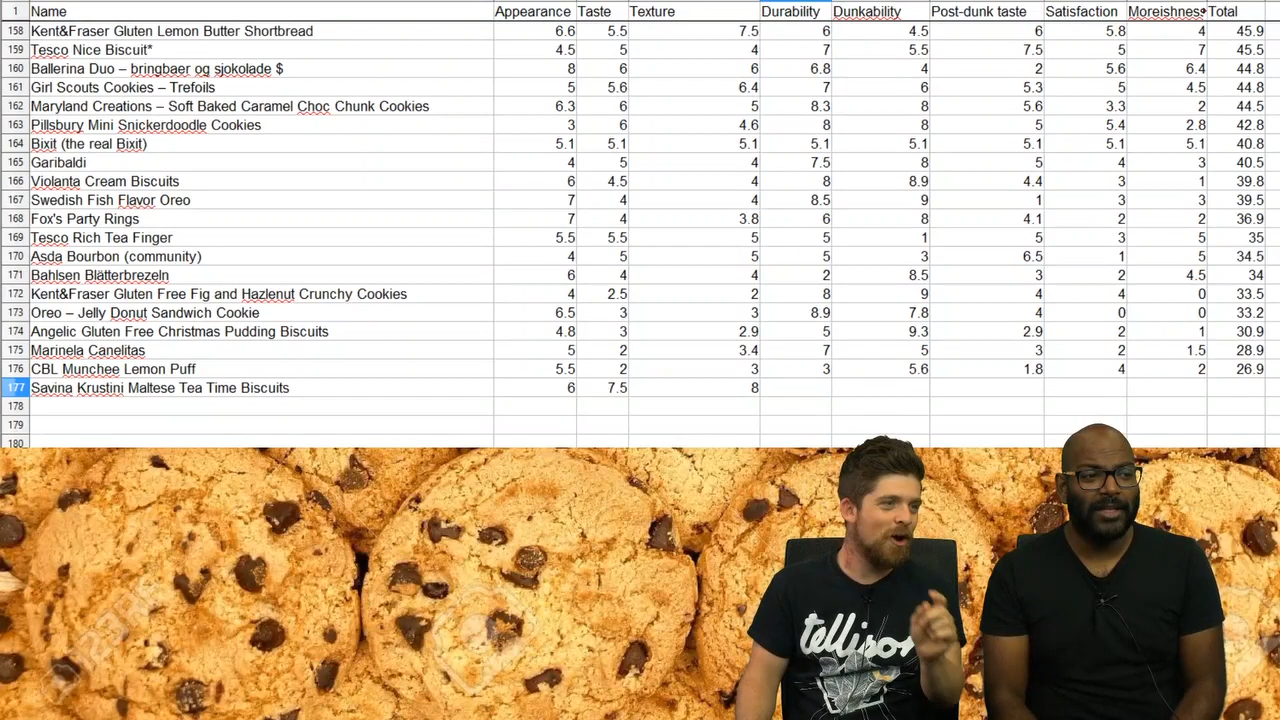 1 Name Appearance Taste Texture Durability Dunkability Post-dunk taste Satisfaction Moreishness Total
158 Kent&Fraser Gluten Lemon Butter Shortbread 6.6 5.5 7.5 6 4.5 6 5.8 4 45.9
159 Tesco Nice Biscuit* 4.5 5 4 7 5.5 7.5 5 7 45.5
160 Ballerina Duo – bringbaer og sjokolade $ 8 6 6 6.8 4 2 5.6 6.4 44.8
161 Girl Scouts Cookies – Trefoils 5 5.6 6.4 7 6 5.3 5 4.5 44.8
162 Maryland Creations – Soft Baked Caramel Choc Chunk Cookies 6.3 6 5 8.3 8 5.6 3.3 2 44.5
163 Pillsbury Mini Snickerdoodle Cookies 3 6 4.6 8 8 5 5.4 2.8 42.8
164 Bixit (the real Bixit) 5.1 5.1 5.1 5.1 5.1 5.1 5.1 5.1 40.8
165 Garibaldi 4 5 4 7.5 8 5 4 3 40.5
166 Violanta Cream Biscuits 6 4.5 4 8 8.9 4.4 3 1 39.8
167 Swedish Fish Flavor Oreo 7 4 4 8.5 9 1 3 3 39.5
168 Fox's Party Rings 7 4 3.8 6 8 4.1 2 2 36.9
169 Tesco Rich Tea Finger 5.5 5.5 5 5 1 5 3 5 35
170 Asda Bourbon (community) 4 5 5 5 3 6.5 1 5 34.5
171 Bahlsen Blätterbrezeln 6 4 4 2 8.5 3 2 4.5 34
172 Kent&Fraser Gluten Free Fig and Hazlenut Crunchy Cookies 4 2.5 2 8 9 4 4 0 33.5
173 Oreo – Jelly Donut Sandwich Cookie 6.5 3 3 8.9 7.8 4 0 0 33.2
174 Angelic Gluten Free Christmas Pudding Biscuits 4.8 3 2.9 5 9.3 2.9 2 1 30.9
175 Marinela Canelitas 5 2 3.4 7 5 3 2 1.5 28.9
176 CBL Munchee Lemon Puff 5.5 2 3 3 5.6 1.8 4 2 26.9
177 Savina Krustini Maltese Tea Time Biscuits 6 7.5 8
178
179
180
tellison
123RF